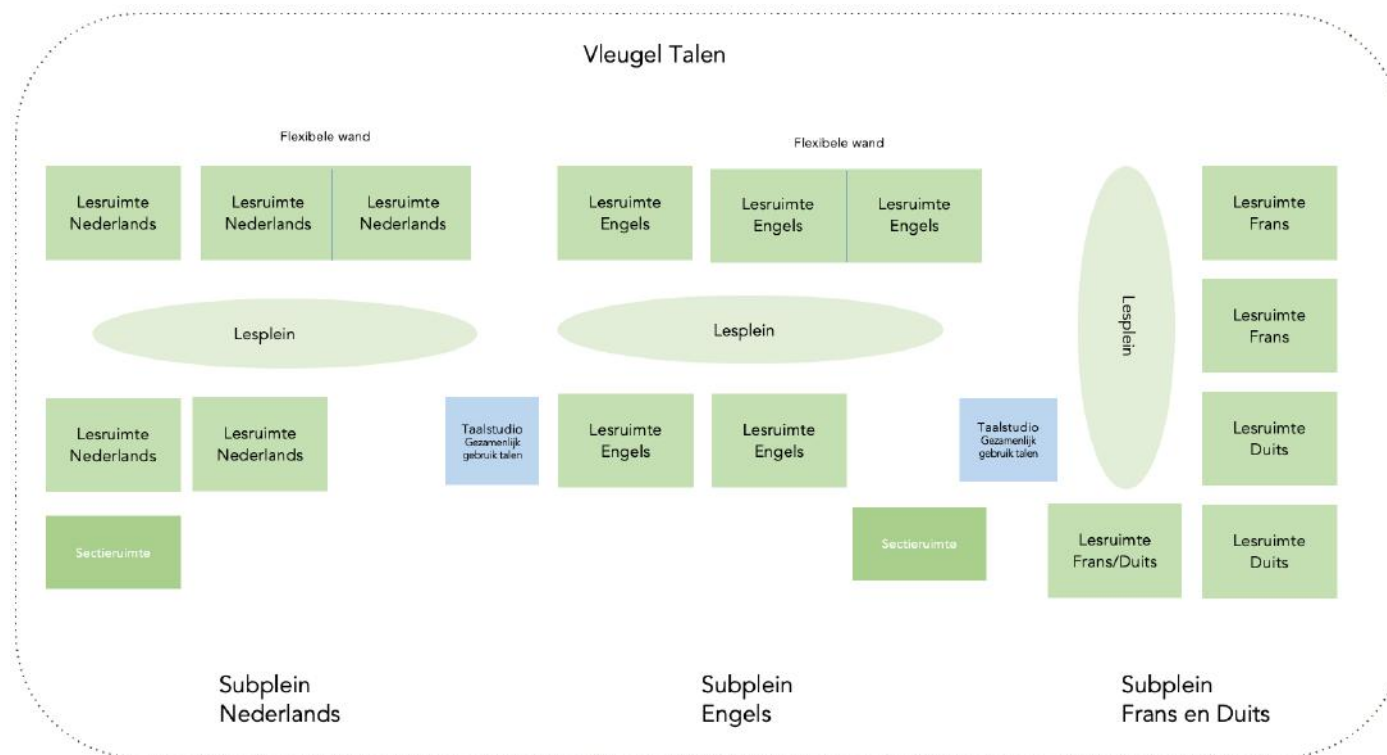 Vleugel Talen
Flexibele wand
Flexibele wand
Lesruimte
Nederlands
Lesruimte
Nederlands
Lesruimte
Nederlands
Lesruimte
Engels
Lesruimte
Engels
Lesruimte
Engels
Lesruimte
Frans
Lesplein
Lesplein
Lesplein
Lesruimte
Frans
Lesruimte
Nederlands
Lesruimte
Nederlands
Taalstudio
Gezamenlijk
gebruik talen
Lesruimte
Engels
Lesruimte
Engels
Taalstudio
Gezamenlijk
gebruik talen
Lesruimte
Duits
Sectieruimte
Sectieruimte
Lesruimte
Frans/Duits
Lesruimte
Duits
Subplein
Nederlands
Subplein
Engels
Subplein
Frans en Duits